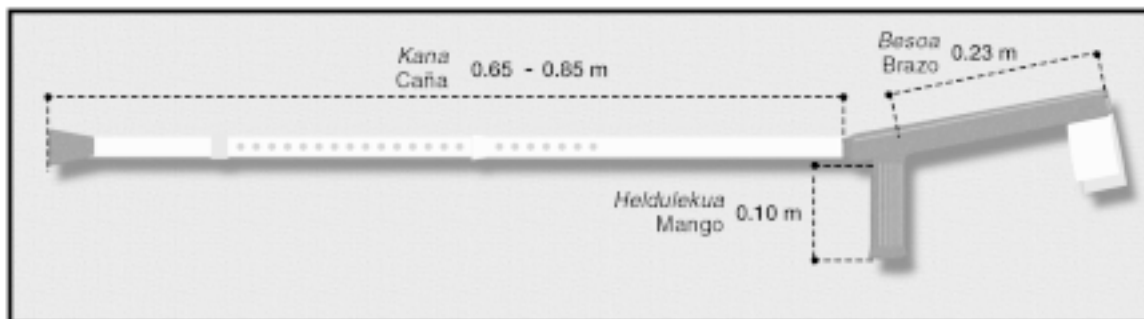 Kana
Caña
0.65 - 0.85 m
Besoa
Brazo
0.23 m
Heldulekua
Mango
0.10 m